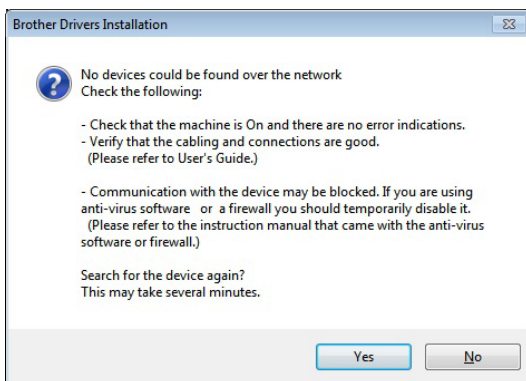 Brother Drivers Installation
No devices could be found over the network
Check the following:
- Check that the machine is On and there are no error indications.
- Verify that the cabling and connections are good.
(Please refer to User's Guide.)
- Communication with the device may be blocked. If you are using
anti-virus software or a firewall you should temporarily disable it.
(Please refer to the instruction manual that came with the anti-virus
software or firewall.)
Search for the device again?
This may take several minutes.
Yes
No